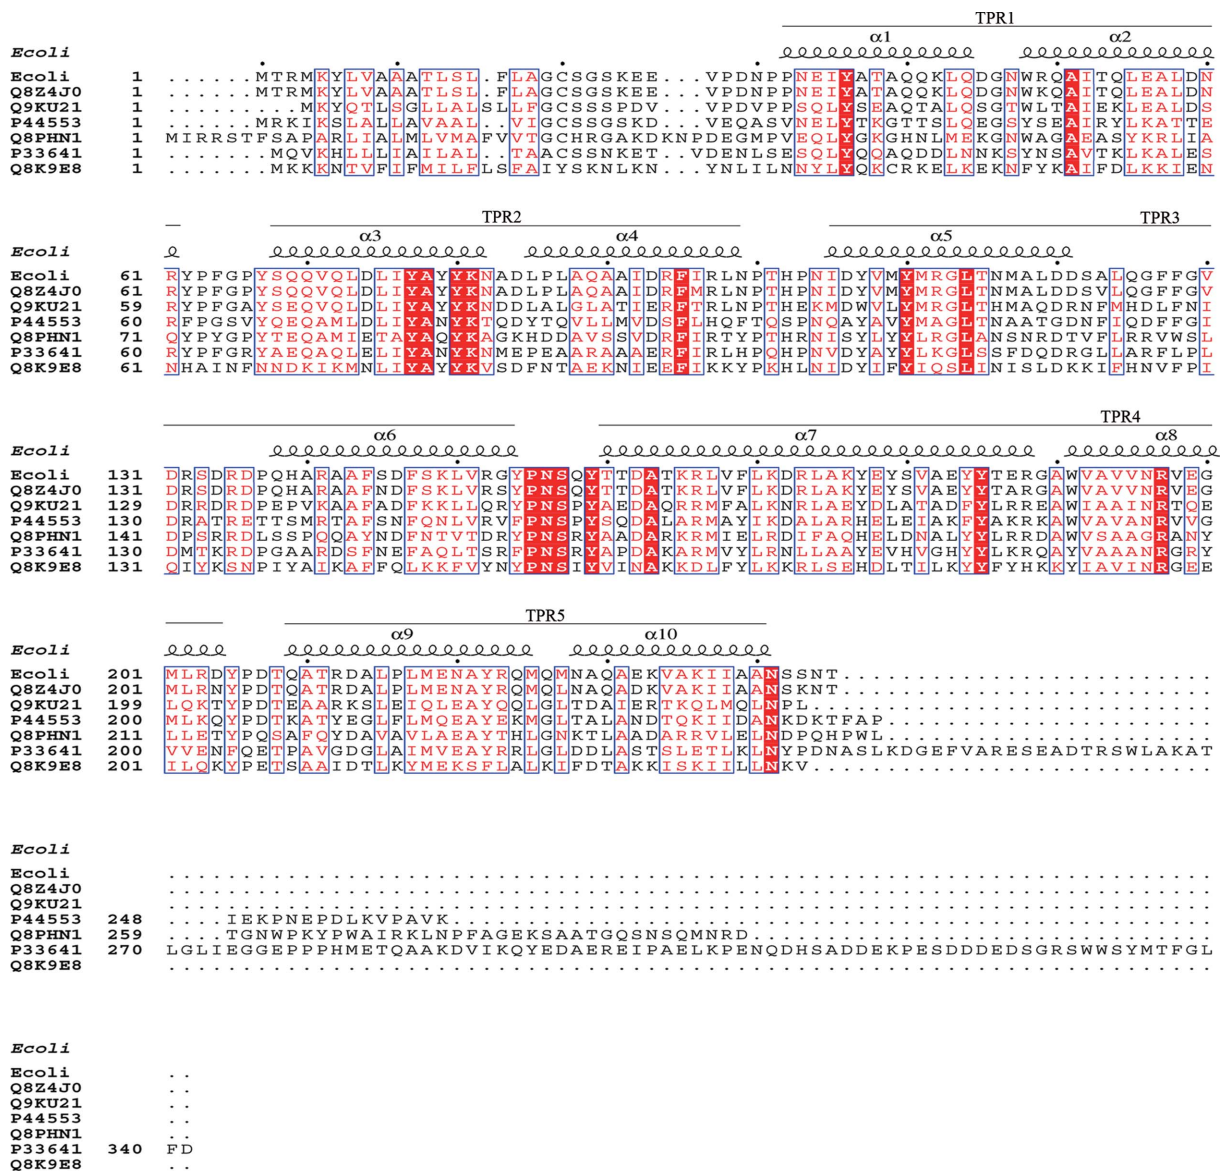 TPR1
α1 α2
Ecoli
Ecoli 1 ......MTRMKYLVAAATLSL.FLAGCSGSKEE...VPDNPPNEIYATAQQKLQDGNWRQAITQLEALDN
Q8Z4J0 1 ......MTRMKYLVAAATLSL.FLAGCSGSKEE...VPDNPPNEIYATAQQKLQDGNWKQAITQLEALDS
Q9KU21 1 .........MKYQTLSGLLALSLLFGCSSSPDV...VPDVPPSQLYSEAQTALQSGTWLTAIEKLEALDS
P44553 1 ......MRKIKSLALLAVAAL..VIGCSSGSKD...VEQASVNELYTKGTTSLQEGSYSEAIRYLKATTE
Q8PHN1 1 MIRRSTFSAPARLIALMLVMAFVVTGCHRGAKDKNPDEGMPVEQLYGKGHNLMEKGNWAGAEASYKRLIA
P33641 1 .......MQVKHLLLIAILAL..TAACSSNKET...VDENLSESQLYQQAQDDLNNKSYNSAVTKLKALES
Q8K9E8 1 .......MKKKNTVFIFMILFLSFAIYSKNLKN...YNLILNNYLYQKCRKELKEKNFYKAIFDLKKIEN
TPR2 TPR3
α3 α4 α5
Ecoli
Ecoli 61 RYPFGPYSQQVQLDLIYAYYKNADLPLAQAAIDRFIRLNPTHPNIDYVMYMRGLTNMALDDSALQGFFGV
Q8Z4J0 61 RYPFGPYSQQVQLDLIYAYYKNADLPLAQAAIDRFMRLNPTHPNIDYVMYMRGLTNMALDDSVLQGFFGV
Q9KU21 59 RYPFGAYSEQVQLDLIYAYYKNDDLALGLATIERFTRLNPTHEKMDWVLYMRGLTHMAQDRNFMHDLFNI
P44553 60 RFPGSVYQEQAMLDLIYANYKTQDYTQVLLMVDSFLHQFTQSPNQAYAVYMAGLTNAATGDNFIQDFFGI
Q8PHN1 71 QYPYGPYTEQAMIETAYAQYKAGKHDDAVSSVDRFIRTYPTHRNISYLYYLRGLANSNRDTVFLRRVWSL
P33641 60 RYPFGRYAEQAQLELIYANYKNMEPEAARAAAERFIRLHPQHPNVDYAYYLKGLSSFDQDRGLLARFLPL
Q8K9E8 61 NHAINFNNDKIKMNLIYAYYKVSDFNTAEKNIEEFIKKYPKHLNIDYIFYIQSLINISLDKKIFHNVFPI
TPR4
α6 α7 α8
Ecoli
Ecoli 131 DRSDRDPQHARAAFSDFSKLVRGYPNSQYTTDATKRLVFLKDRLAKYEYSVAEYYTERGAWVAVVNRVEG
Q8Z4J0 131 DRSDRDPQHARAAFNDFSKLVRSYPNSQYTTDATKRLVFLKDRLAKYEYSVAEYYTARGAWVAVVNRVEG
Q9KU21 129 DRRDRDPEPVKAAFADFKKLLQRYPNSPYAEDAQRRMFALKNRLAEYDLATADFYLRREAWIAAINRTQE
P44553 130 DRATRETTSMRTAFSNFQNLVRVFPNSPYSQDALARMAYIKDALARHELEIAKFYAKRKAWVAVANRVVG
Q8PHN1 141 DPSRRDLSSPQQAYNDFNTVTDRYPNSRYAADARQRMIELRDIFAQHELDNALYYLRRDAWVSAAGRANY
P33641 130 DMTKRDPGAARDSFNEFAQLTSRFPNSRYAPDAKARMVYLRNLLAAYEVHVGHYYLKRQAYVAAANRGRY
Q8K9E8 131 QIYKSNPIYAIKAFFQLKKFVYNYPNSIYVINAKKDLFYLKKRLSEHDLTILKYYFYHKKYIAVINRGEE
TPR5
α9 α10
Ecoli
Ecoli 201 MLRDYPDTQATRDALPLMENAYRQMQMNAQAEKVAKIIAANSSNT.........................
Q8Z4J0 201 MLRNYPDTQATRDALPLMENAYRQMQLNAQADKVAKIIAANSKNT.........................
Q9KU21 199 LQKTYPDTEAARKSLEIQLEAYQQLGLTDAIERTKQLMQLNPL...........................
P44553 200 MLKQYPDTKATYEGLFLMQEAYEKMGLTALANDTQKIIDANKDKTFAP......................
Q8PHN1 211 LLETYPQSAFQYDAVAVLAEAYTHLGNKTLAADARRVLELNDPQHPWL......................
P33641 200 VVENFQETPAVGDGLAIMVEAYRRLGLDDLASTSLETLKLNYPDNASLKDGEFVARESEADTRSWLAKAT
Q8K9E8 201 ILQKYPETSAAIDTLKYMEKSFLALKIFDTAKKISKIILLNKV...........................
Ecoli
Ecoli ......................................................................
Q8Z4J0 ......................................................................
Q9KU21 ......................................................................
P44553 248 ....IEKPNEPDLKVPAVK...................................................
Q8PHN1 259 ....TGNWPKYPWAIRKLNPFAGEKSAATGQSNSQMNRD...............................
P33641 270 LGLIEGGEPPPHMETQAAKDVIKQYEDAEREIPAELKPENQDHSADDEKPESDDDEDSGRSWWSYMTFGL
Q8K9E8 ......................................................................
Ecoli
Ecoli ..
Q8Z4J0 ..
Q9KU21 ..
P44553 ..
Q8PHN1 ..
P33641 340 FD
Q8K9E8 ..